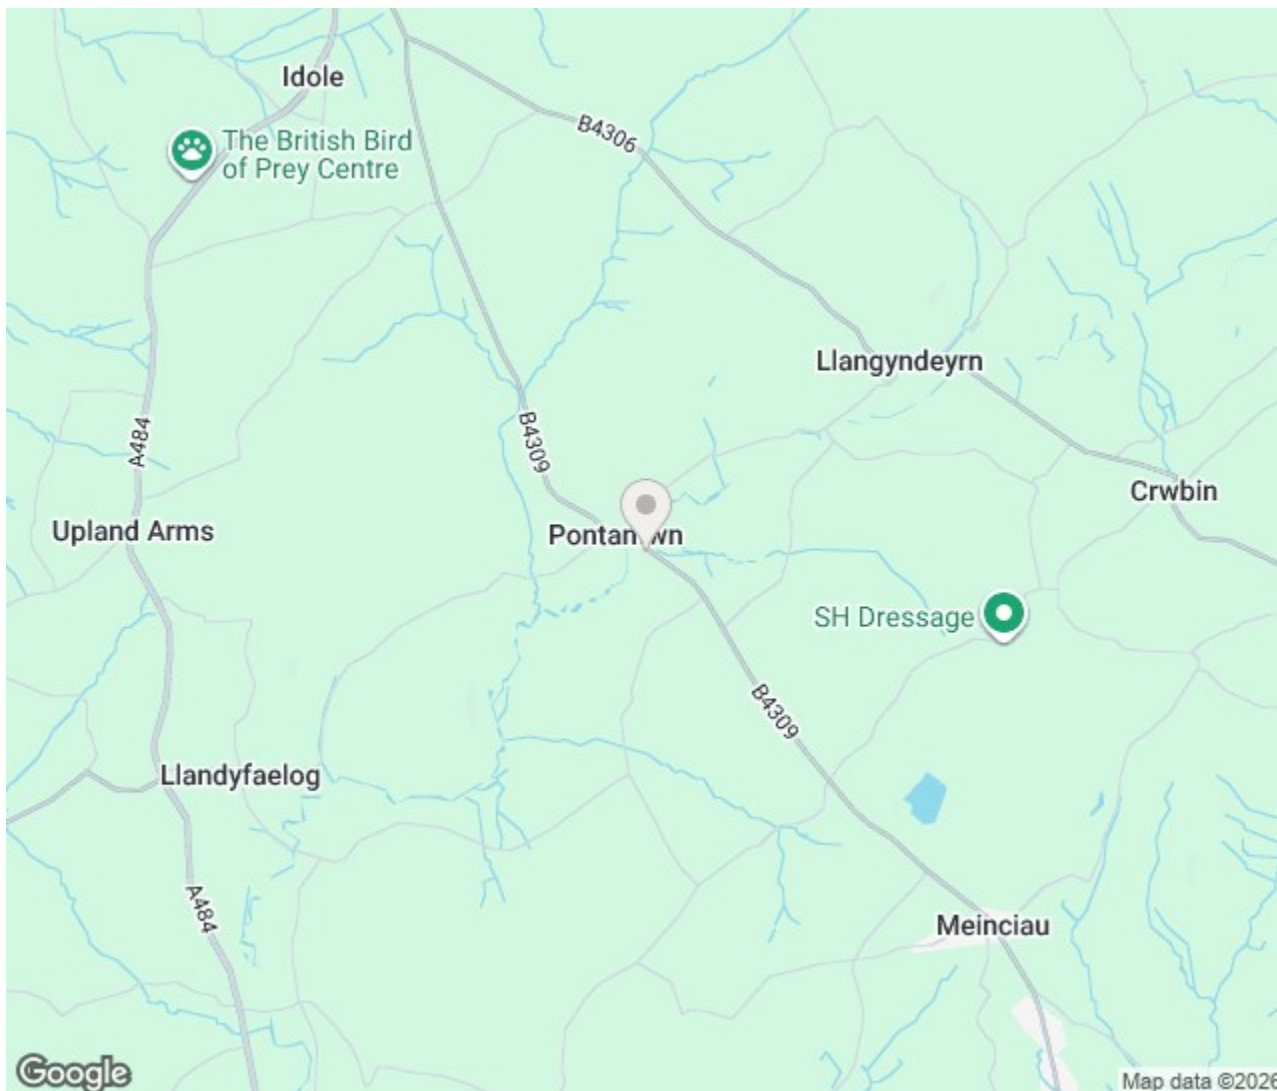 Idole
B4306
The British Bird
of Prey Centre
Llangyndeyrn
A484
B4309
Crwbin
Upland Arms
SH Dressage
B4309
Llandyfaelog
A484
Meinciau
Google
Map data ©2026